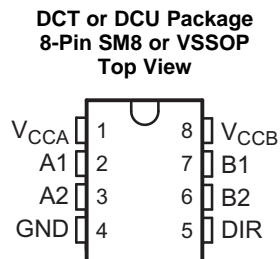 DCT or DCU Package
8-Pin SM8 or VSSOP
Top View
VCCA 1 8 VCCB
A1 2 7 B1
A2 3 6 B2
GND 4 5 DIR